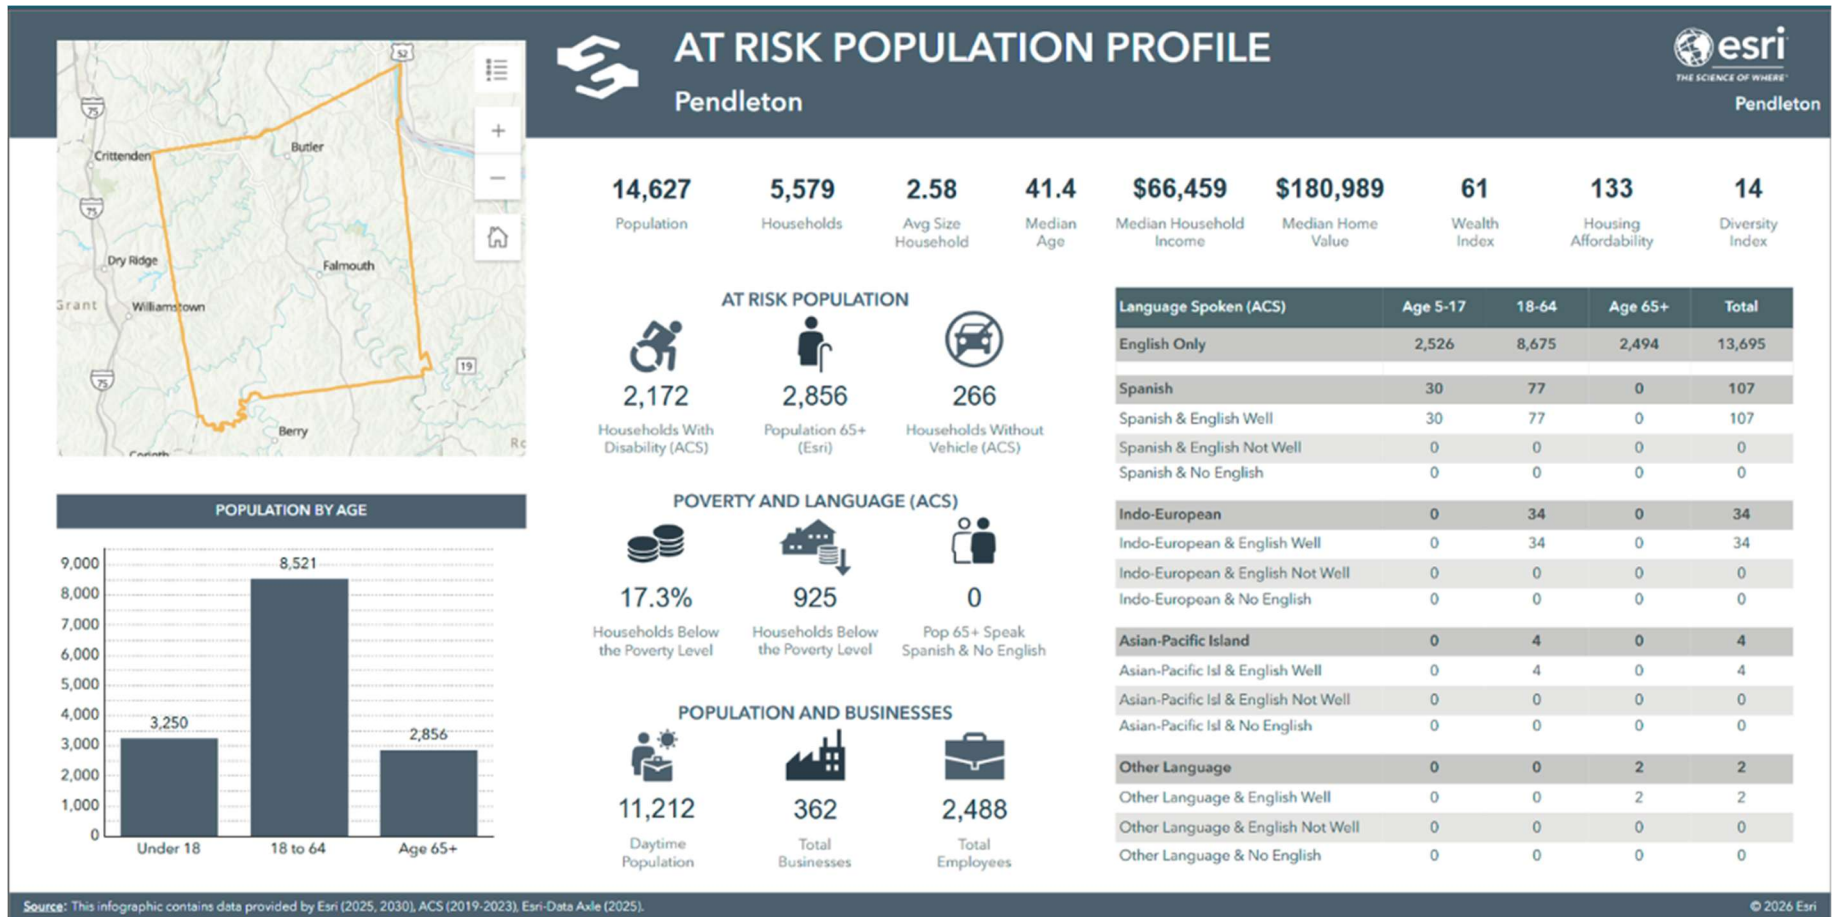 AT RISK POPULATION PROFILE
Pendleton
esri
THE SCIENCE OF WHERE
Pendleton
52
75
Crittenden
Butler
75
Dry Ridge
Falmouth
Grant
Williamstown
75
19
Berry
Corinth
14,627
Population
5,579
Households
2.58
Avg Size
Household
41.4
Median
Age
$66,459
Median Household
Income
$180,989
Median Home
Value
61
Wealth
Index
133
Housing
Affordability
14
Diversity
Index
POPULATION BY AGE
9,000
8,000
7,000
6,000
5,000
4,000
3,000
2,000
1,000
0
3,250
8,521
2,856
Under 18 18 to 64 Age 65+
AT RISK POPULATION
2,172
Households With
Disability (ACS)
2,856
Population 65+
(Esri)
266
Households Without
Vehicle (ACS)
POVERTY AND LANGUAGE (ACS)
17.3%
Households Below
the Poverty Level
925
Households Below
the Poverty Level
0
Pop 65+ Speak
Spanish & No English
POPULATION AND BUSINESSES
11,212
Daytime
Population
362
Total
Businesses
2,488
Total
Employees
Language Spoken (ACS) Age 5-17 18-64 Age 65+ Total
English Only 2,526 8,675 2,494 13,695
Spanish 30 77 0 107
Spanish & English Well 30 77 0 107
Spanish & English Not Well 0 0 0 0
Spanish & No English 0 0 0 0
Indo-European 0 34 0 34
Indo-European & English Well 0 34 0 34
Indo-European & English Not Well 0 0 0 0
Indo-European & No English 0 0 0 0
Asian-Pacific Island 0 4 0 4
Asian-Pacific Isl & English Well 0 4 0 4
Asian-Pacific Isl & English Not Well 0 0 0 0
Asian-Pacific Isl & No English 0 0 0 0
Other Language 0 0 2 2
Other Language & English Well 0 0 2 2
Other Language & English Not Well 0 0 0 0
Other Language & No English 0 0 0 0
Source: This infographic contains data provided by Esri (2025, 2030), ACS (2019-2023), Esri-Data Axle (2025).
© 2026 Esri